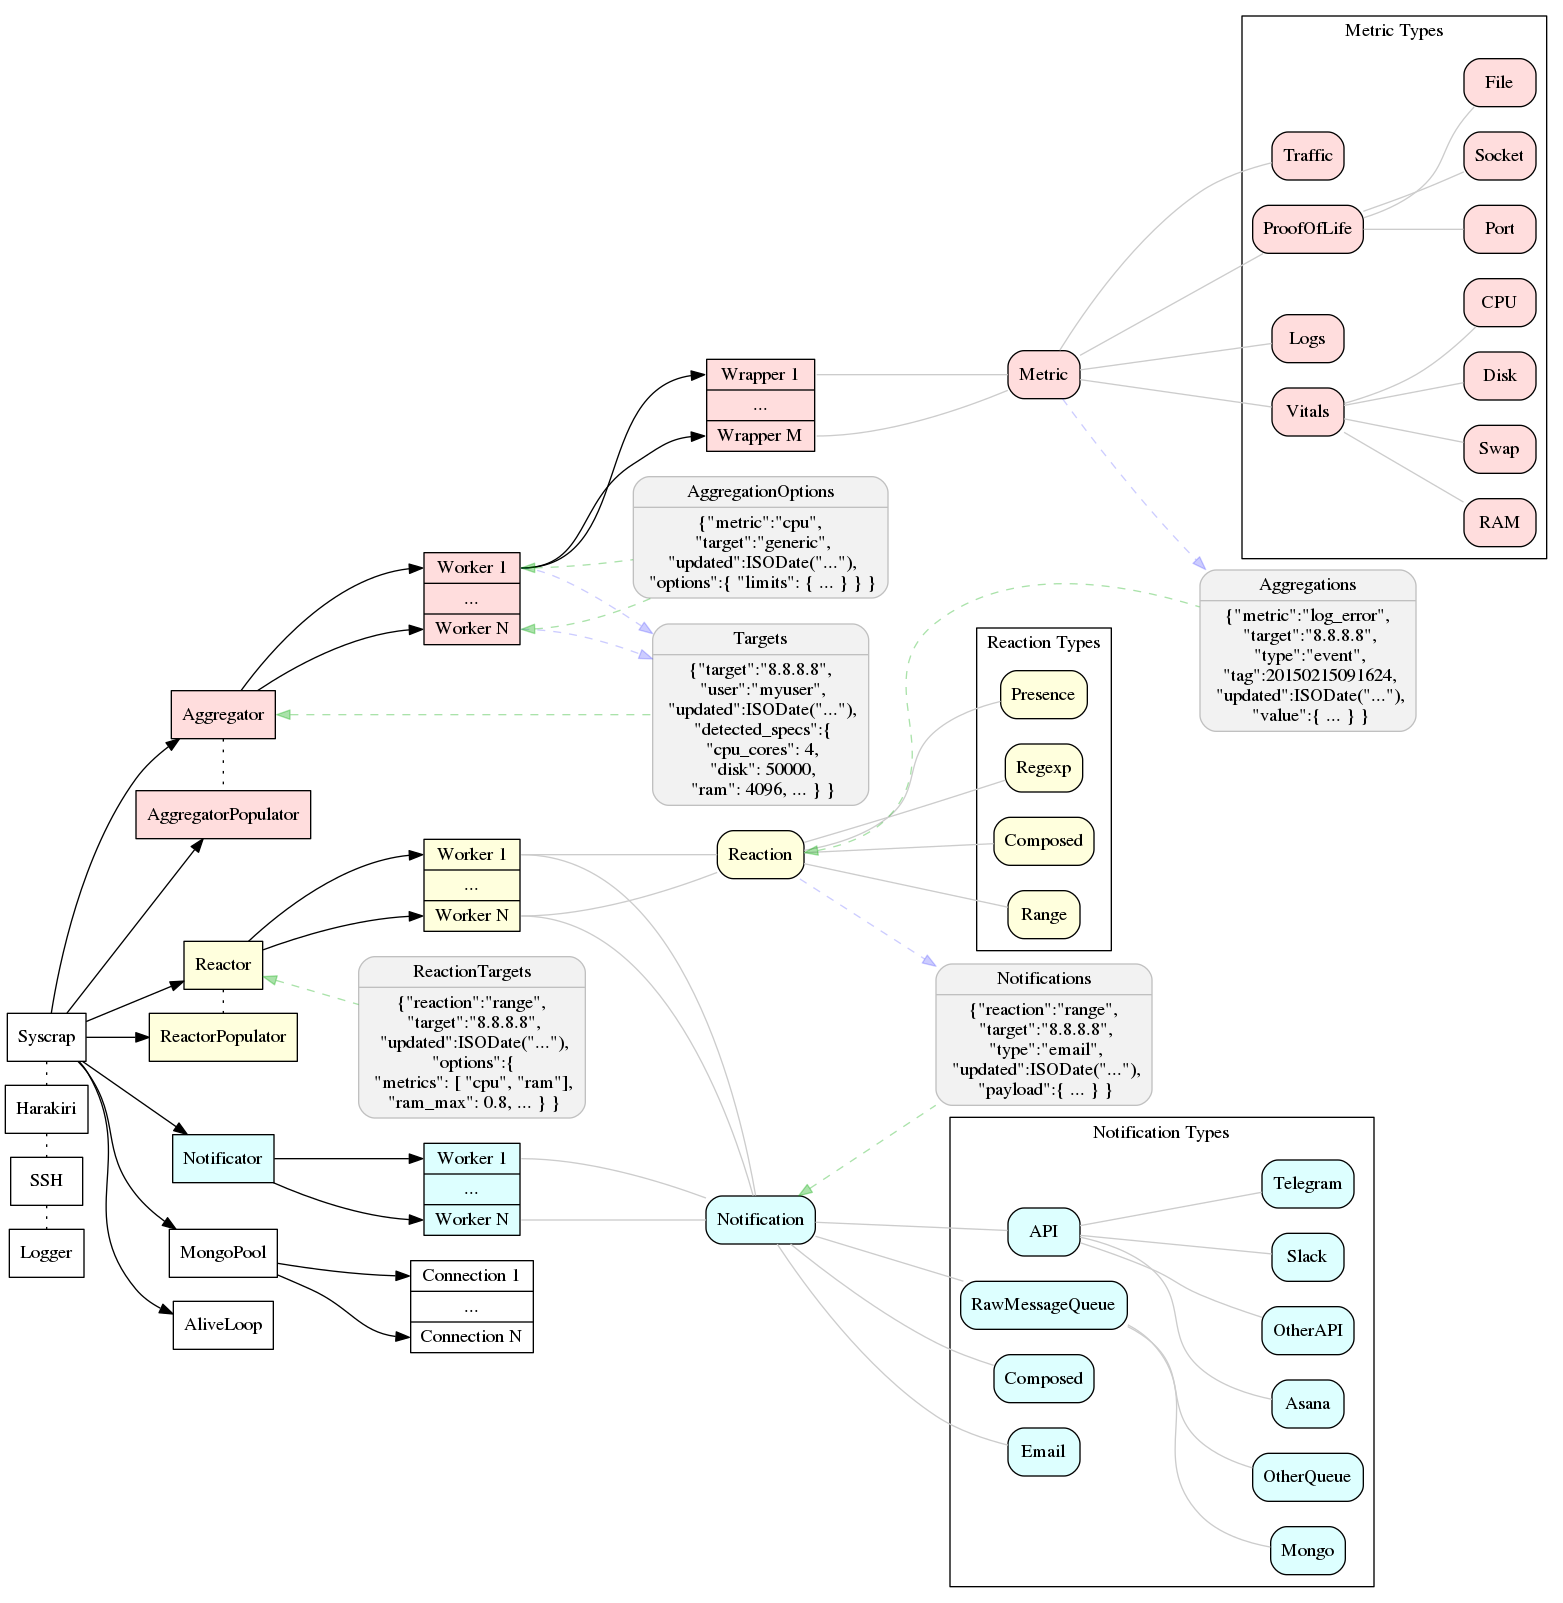 Metric Types
File
Traffic
Socket
ProofOfLife
Port
CPU
Logs
Disk
Vitals
Swap
RAM
Metric
Wrapper 1
...
Wrapper M
AggregationOptions
{"metric":"cpu",
"target":"generic",
"updated":ISODate("..."),
"options":{ "limits": { ... } } }
Worker 1
...
Worker N
Aggregations
{"metric":"log_error",
"target":"8.8.8.8",
"type":"event",
"tag":20150215091624,
"updated":ISODate("..."),
"value":{ ... } }
Targets
{"target":"8.8.8.8",
"user":"myuser",
"updated":ISODate("..."),
"detected_specs":{
"cpu_cores": 4,
"disk": 50000,
"ram": 4096, ... } }
Reaction Types
Presence
Regexp
Composed
Range
Aggregator
AggregatorPopulator
Worker 1
...
Worker N
Reaction
Reactor
ReactorPopulator
ReactionTargets
{"reaction":"range",
"target":"8.8.8.8",
"updated":ISODate("..."),
"options":{
"metrics": [ "cpu", "ram"],
"ram_max": 0.8, ... } }
Notifications
{"reaction":"range",
"target":"8.8.8.8",
"type":"email",
"updated":ISODate("..."),
"payload":{ ... } }
Syscrap
Harakiri
SSH
Logger
Notificator
MongoPool
AliveLoop
Worker 1
...
Worker N
Connection 1
...
Connection N
Notification
Notification Types
Telegram
API
Slack
RawMessageQueue
OtherAPI
Composed
Asana
Email
OtherQueue
Mongo